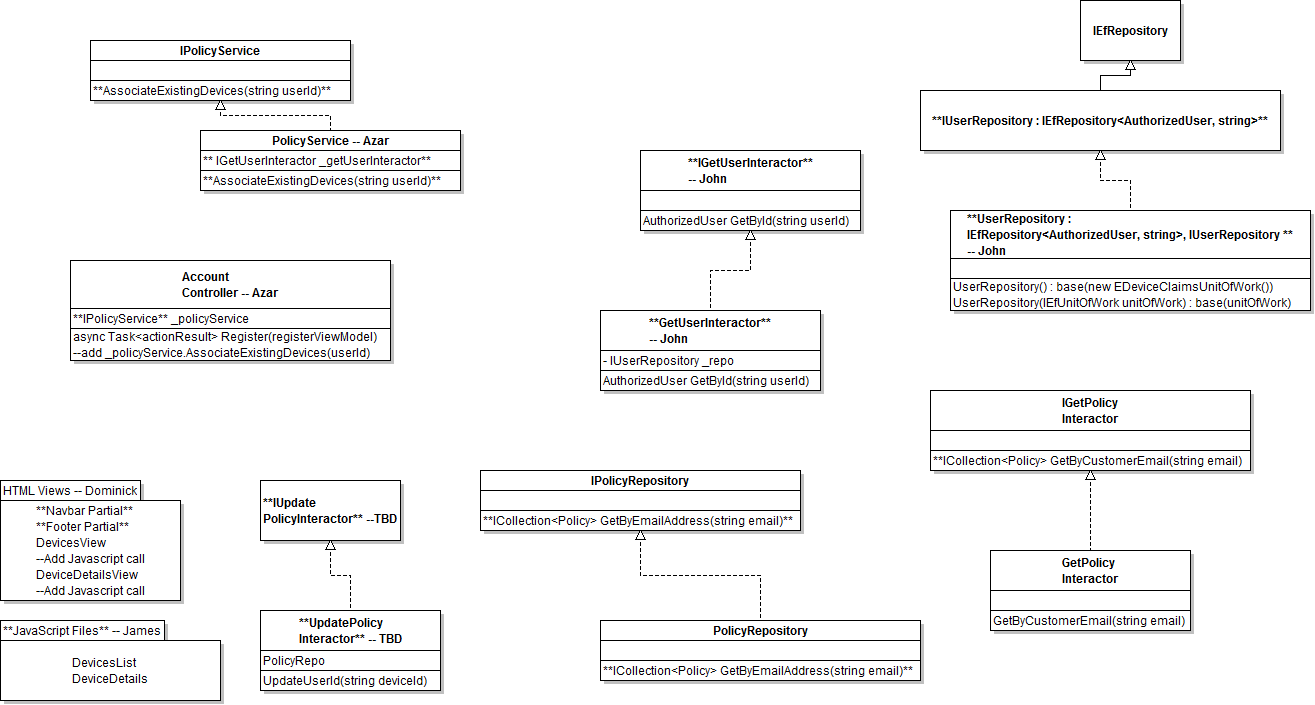 IPolicyService
**AssociateExistingDevices(string userId)**
PolicyService -- Azar
** IGetUserInteractor _getUserInteractor**
**AssociateExistingDevices(string userId)**
Account
Controller -- Azar
**IPolicyService** _policyService
async Task<actionResult> Register(registerViewModel)
--add _policyService.AssociateExistingDevices(userId)
**IGetUserInteractor**
-- John
AuthorizedUser GetById(string userId)
**GetUserInteractor**
-- John
- IUserRepository _repo
AuthorizedUser GetById(string userId)
IEfRepository
**IUserRepository : IEfRepository<AuthorizedUser, string>**
**UserRepository :
IEfRepository<AuthorizedUser, string>, IUserRepository **
-- John
UserRepository() : base(new EDeviceClaimsUnitOfWork())
UserRepository(IEfUnitOfWork unitOfWork) : base(unitOfWork)
IGetPolicy
Interactor
**ICollection<Policy> GetByCustomerEmail(string email)
GetPolicy
Interactor
GetByCustomerEmail(string email)
HTML Views -- Dominick
**Navbar Partial**
**Footer Partial**
DevicesView
--Add Javascript call
DeviceDetailsView
--Add Javascript call
**JavaScript Files** -- James
DevicesList
DeviceDetails
**IUpdate
PolicyInteractor** --TBD
**UpdatePolicy
Interactor** -- TBD
PolicyRepo
UpdateUserId(string deviceId)
IPolicyRepository
**ICollection<Policy> GetByEmailAddress(string email)**
PolicyRepository
**ICollection<Policy> GetByEmailAddress(string email)**